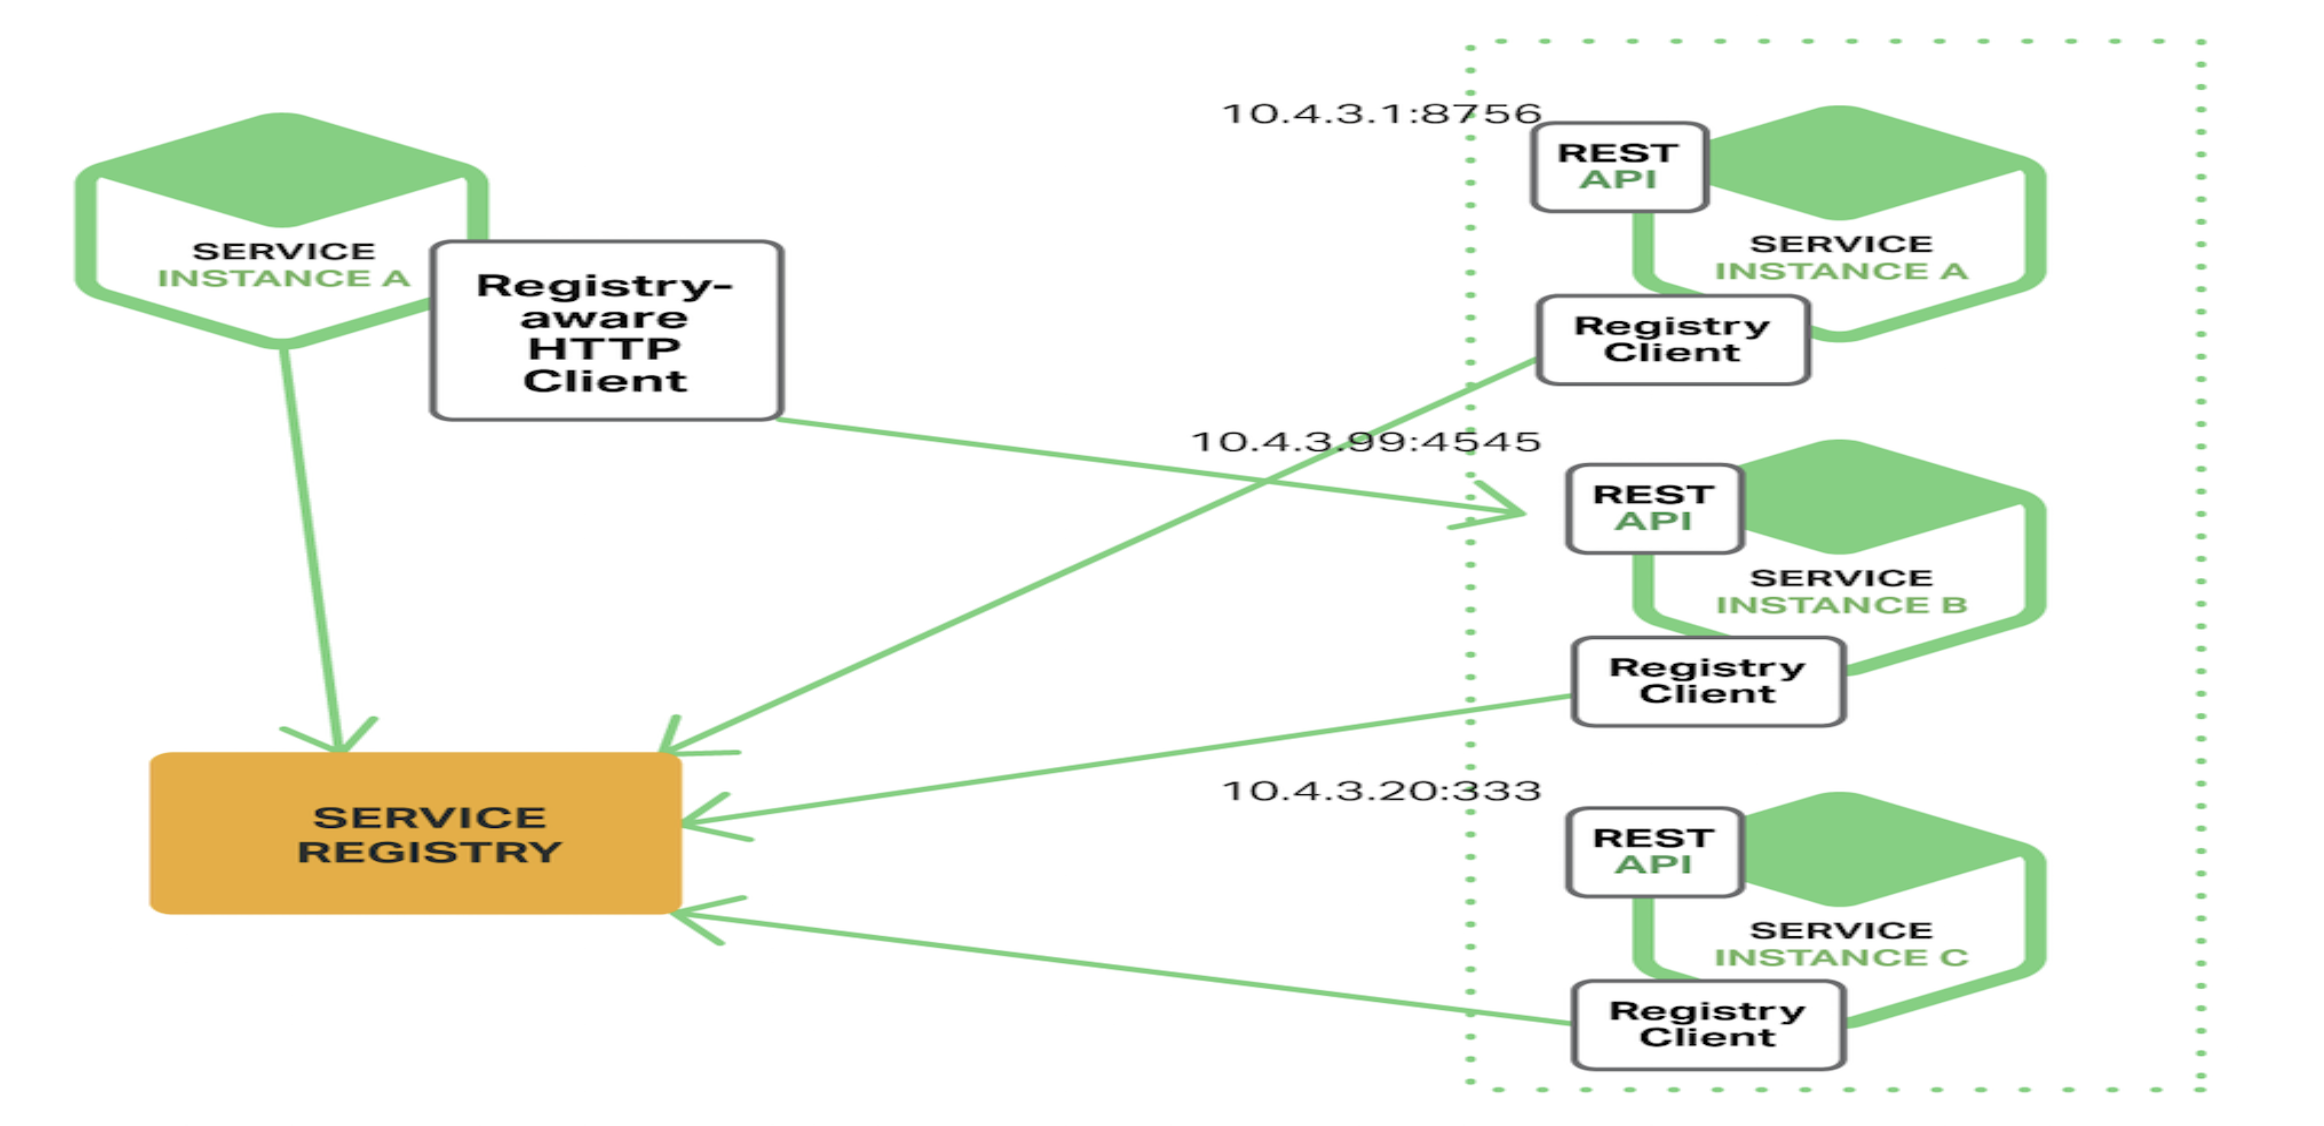 SERVICE
INSTANCE A
Registry-
aware
HTTP
Client
SERVICE
REGISTRY
10.4.3.1:8756
REST
API
SERVICE
INSTANCE A
Registry
Client
10.4.3.99:4545
REST
API
SERVICE
INSTANCE B
Registry
Client
10.4.3.20:333
REST
API
SERVICE
INSTANCE C
Registry
Client